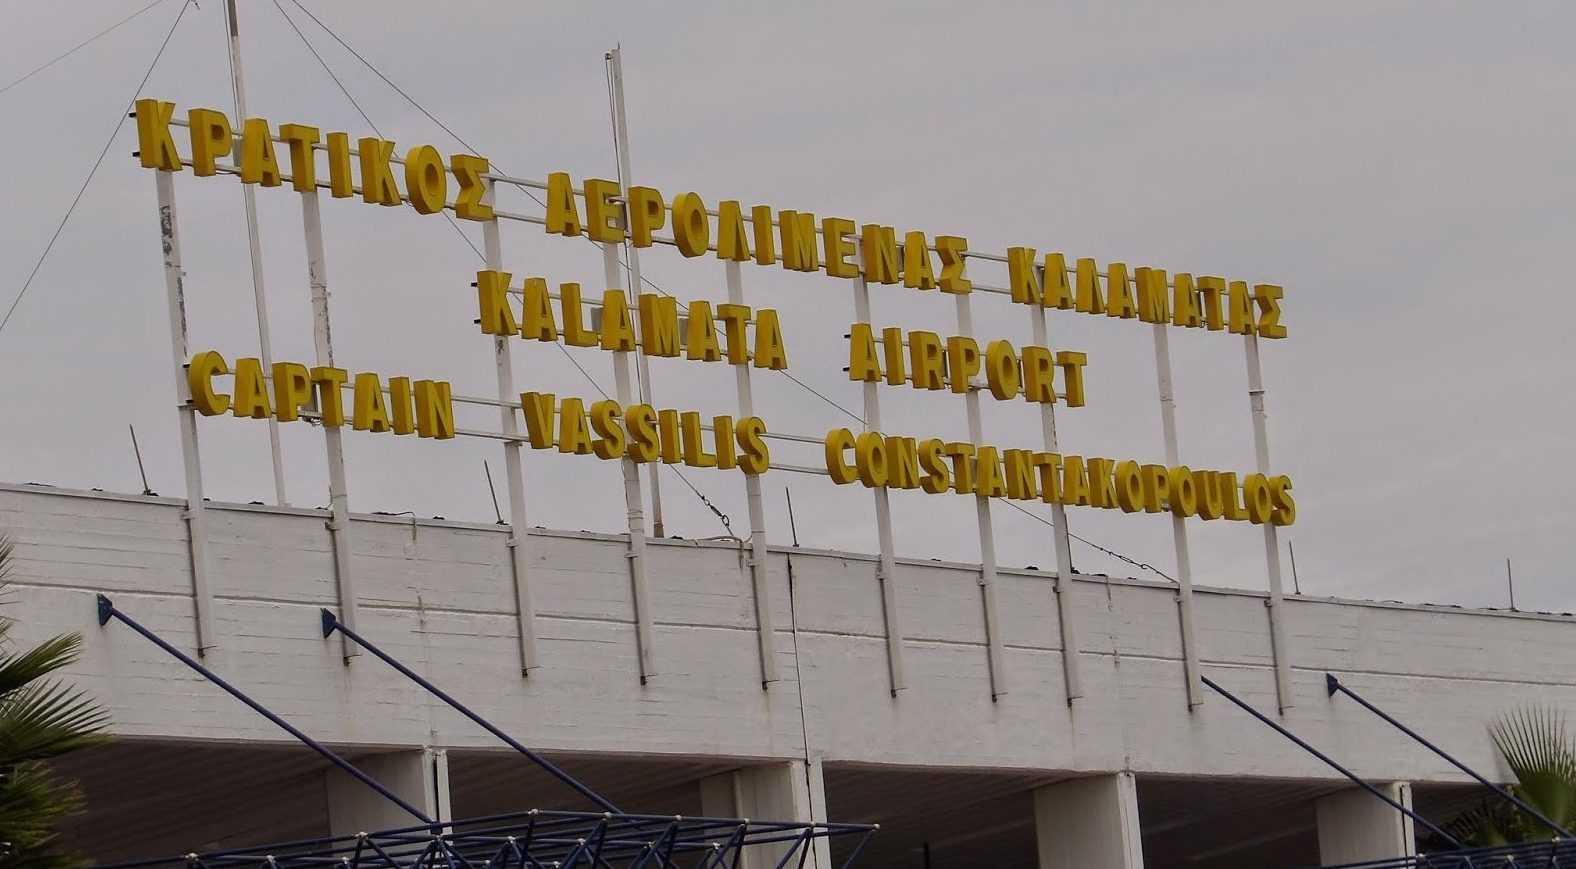 ΚΡΑΤΙΚΟΣ ΑΕΡΟΛΙΜΕΝΑΣ ΚΑΛΑΜΑΤΑΣ
KALAMATA AIRPORT
CAPTAIN VASSILIS CONSTANTAKOPOULOS